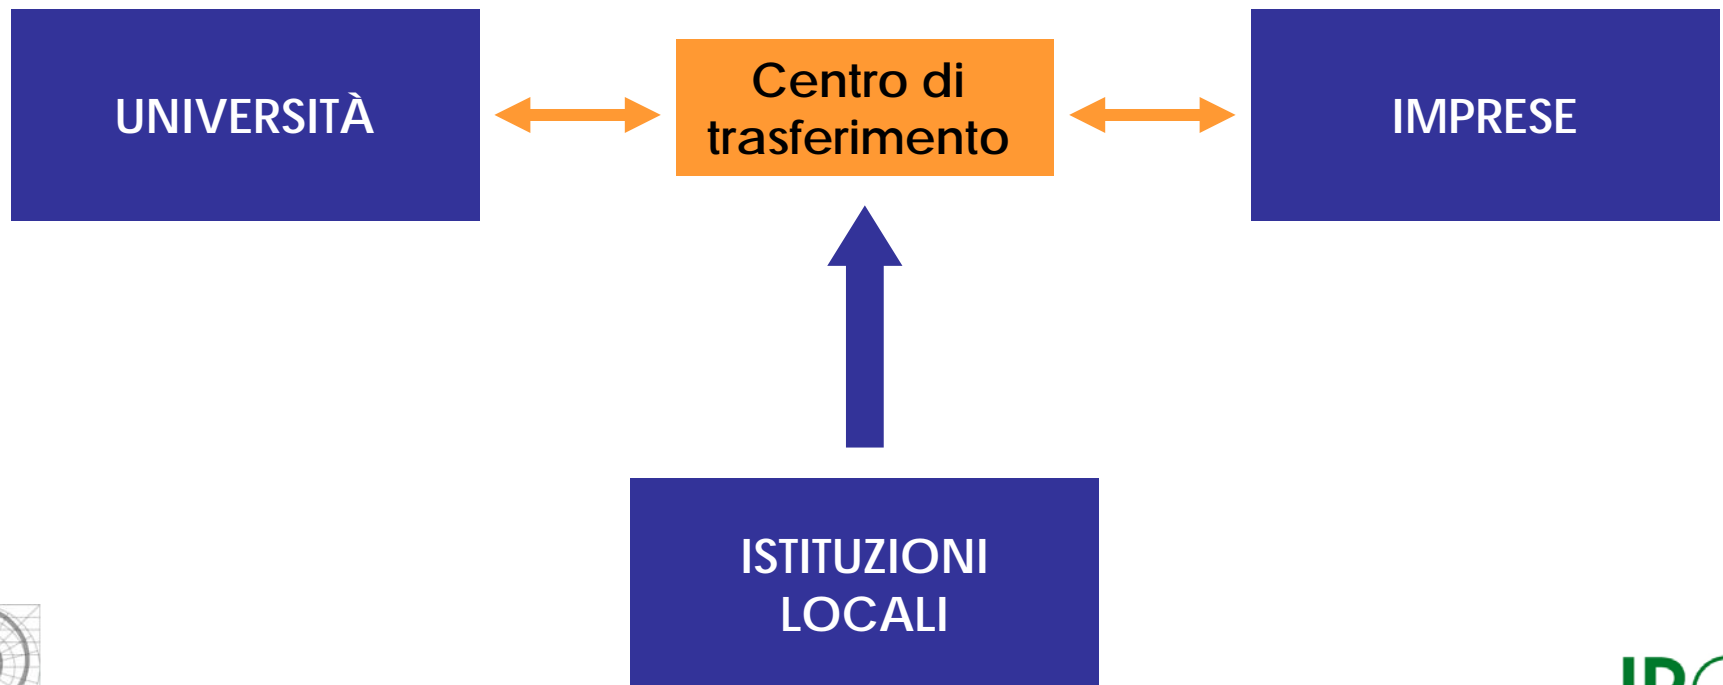 UNIVERSITÀ
Centro di
trasferimento
IMPRESE
ISTITUZIONI
LOCALI